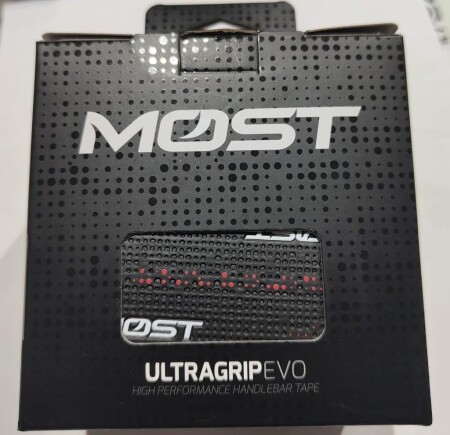 MOST
MOST
ULTRAGRIPEVO
HIGH PERFORMANCE HANDLEBAR TAPE